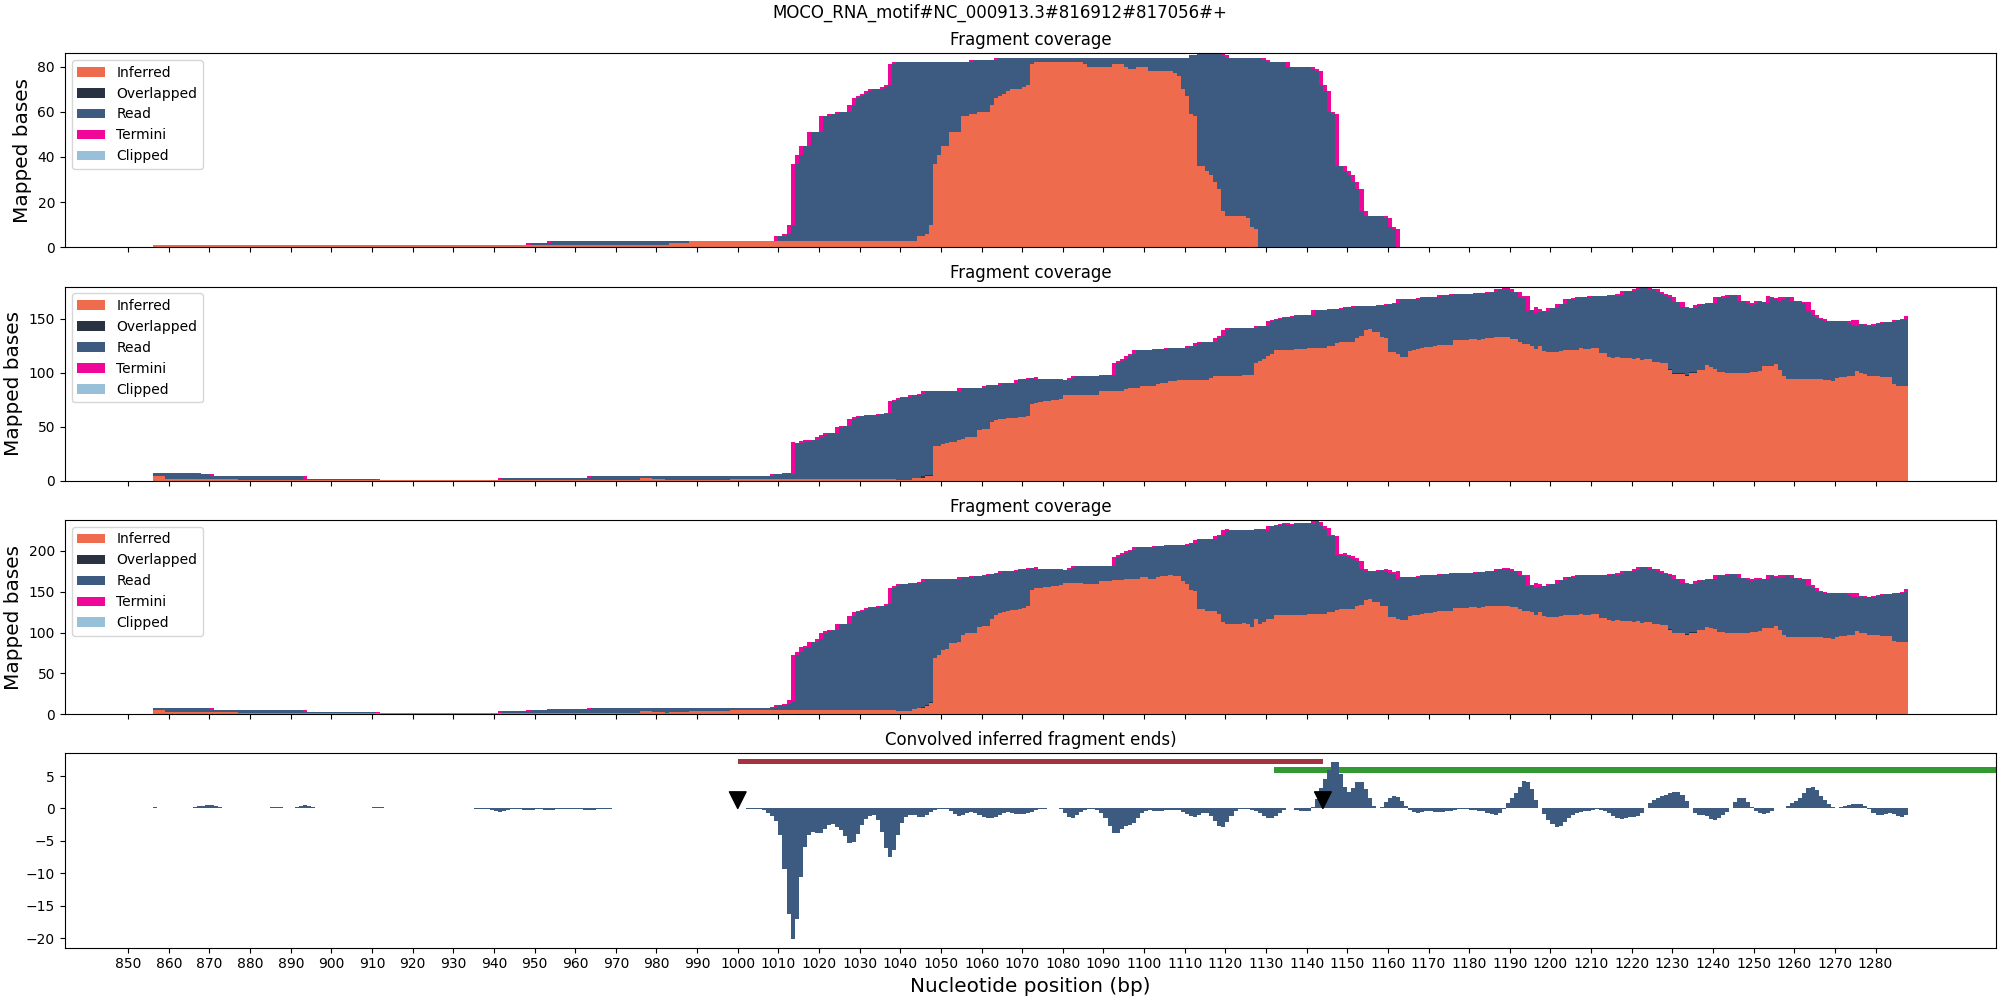 MOCO_RNA_motif#NC_000913.3#816912#817056#+
Fragment coverage
Mapped bases
80
60
40
20
0
Inferred
Overlapped
Read
Termini
Clipped
Fragment coverage
Mapped bases
150
100
50
0
Inferred
Overlapped
Read
Termini
Clipped
Fragment coverage
Mapped bases
200
150
100
50
0
Inferred
Overlapped
Read
Termini
Clipped
Convolved inferred fragment ends)
5
0
−5
−10
−15
−20
850 860 870 880 890 900 910 920 930 940 950 960 970 980 990 1000 1010 1020 1030 1040 1050 1060 1070 1080 1090 1100 1110 1120 1130 1140 1150 1160 1170 1180 1190 1200 1210 1220 1230 1240 1250 1260 1270 1280
Nucleotide position (bp)